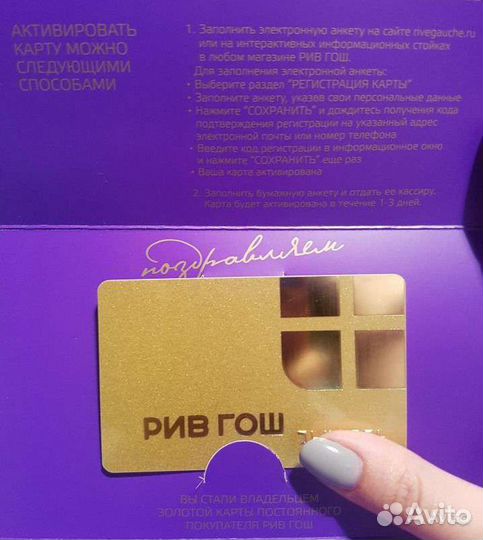 АКТИВИРОВАТЬ
КАРТУ МОЖНО
СЛЕДУЮЩИМИ
СПОСОБАМИ
1. Заполнить электронную анкету на сайте rivegauche.ru
или на интерактивных информационных стойках
в любом магазине РИВ ГОШ.
Для заполнения электронной анкеты:
• Выберите раздел "РЕГИСТРАЦИЯ КАРТЫ"
• Заполните анкету, указав свои персональные данные
• Нажмите "СОХРАНИТЬ" и дождитесь получения кода
подтверждения регистрации на указанный адрес
электронной почты или номер телефона
• Введите код регистрации в информационное окно
и нажмите "СОХРАНИТЬ" еще раз
• Ваша карта активирована
2. Заполнить бумажную анкету и отдать ее кассиру.
Карта будет активирована в течение 1-3 дней.
поздравляем
РИВ ГОШ
ВЫ СТАЛИ ВЛАДЕЛЬЦЕМ
ЗОЛОТОЙ КАРТЫ ПОСТОЯННОГО
ПОКУПАТЕЛЯ РИВ ГОШ
Avito